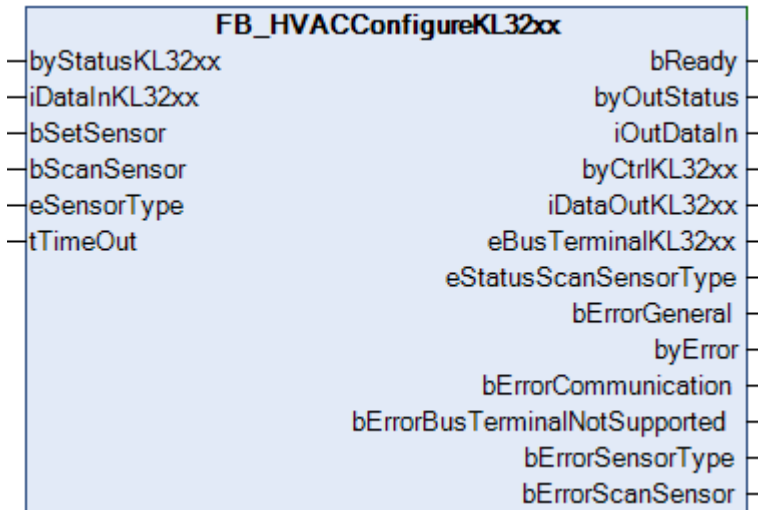 FB_HVACConfigureKL32xx
byStatusKL32xx bReady
iDataInKL32xx byOutStatus
bSetSensor iOutDataIn
bScanSensor byCtrlKL32xx
eSensorType iDataOutKL32xx
tTimeOut eBusTerminalKL32xx
eStatusScanSensorType
bErrorGeneral
byError
bErrorCommunication
bErrorBusTerminalNotSupported
bErrorSensorType
bErrorScanSensor